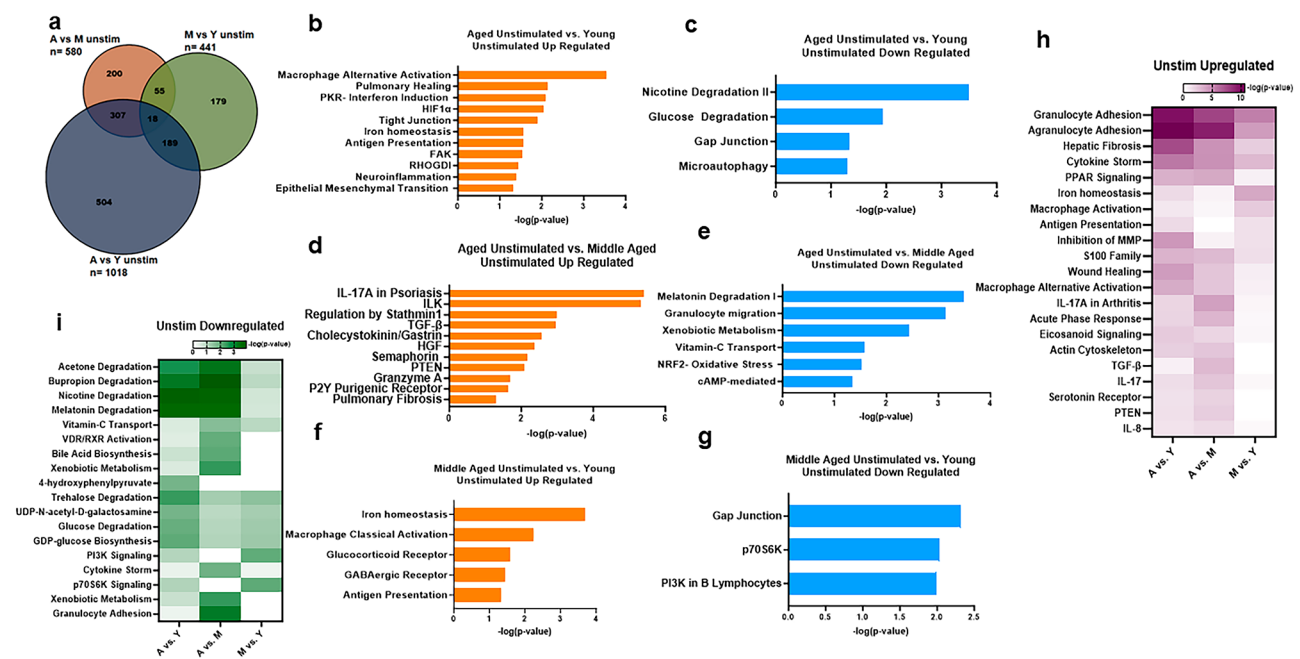 a
A vs M unstim
n= 580
M vs Y unstim
n= 441
200
55
179
307
18
189
504
A vs Y unstim
n= 1018
b
Aged Unstimulated vs. Young
Unstimulated Up Regulated
Macrophage Alternative Activation
Pulmonary Healing
PKR- Interferon Induction
HIF1α
Tight Junction
Iron homeostasis
Antigen Presentation
FAK
RHOGDI
Neuroinflammation
Epithelial Mesenchymal Transition
0 1 2 3 4
-log(p-value)
c
Aged Unstimulated vs. Young
Unstimulated Down Regulated
Nicotine Degradation II
Glucose Degradation
Gap Junction
Microautophagy
0 1 2 3 4
-log(p-value)
d
Aged Unstimulated vs. Middle Aged
Unstimulated Up Regulated
IL-17A in Psoriasis
ILK
Regulation by Stathmin1
TGF-β
Cholecystokinin/Gastrin
HGF
Semaphorin
PTEN
Granzyme A
P2Y Purigenic Receptor
Pulmonary Fibrosis
0 2 4 6
-log(p-value)
e
Aged Unstimulated vs. Middle Aged
Unstimulated Down Regulated
Melatonin Degradation I
Granulocyte migration
Xenobiotic Metabolism
Vitamin-C Transport
NRF2- Oxidative Stress
cAMP-mediated
0 1 2 3 4
-log(p-value)
f
Middle Aged Unstimulated vs. Young
Unstimulated Up Regulated
Iron homeostasis
Macrophage Classical Activation
Glucocorticoid Receptor
GABAergic Receptor
Antigen Presentation
0 1 2 3 4
-log(p-value)
g
Middle Aged Unstimulated vs. Young
Unstimulated Down Regulated
Gap Junction
p70S6K
PI3K in B Lymphocytes
0.0 0.5 1.0 1.5 2.0 2.5
-log(p-value)
h
Unstim Upregulated
-log(p-value)
0 5 10
Granulocyte Adhesion
Agranulocyte Adhesion
Hepatic Fibrosis
Cytokine Storm
PPAR Signaling
Iron homeostasis
Macrophage Activation
Antigen Presentation
Inhibition of MMP
S100 Family
Wound Healing
Macrophage Alternative Activation
IL-17A in Arthritis
Acute Phase Response
Eicosanoid Signaling
Actin Cytoskeleton
TGF-β
IL-17
Serotonin Receptor
PTEN
IL-8
A vs. Y
A vs. M
M vs. Y
i
Unstim Downregulated
-log(p-value)
0 1 2 3
Acetone Degradation
Bupropion Degradation
Nicotine Degradation
Melatonin Degradation
Vitamin-C Transport
VDR/RXR Activation
Bile Acid Biosynthesis
Xenobiotic Metabolism
4-hydroxyphenylpyruvate
Trehalose Degradation
UDP-N-acetyl-D-galactosamine
Glucose Degradation
GDP-glucose Biosynthesis
PI3K Signaling
Cytokine Storm
p70S6K Signaling
Xenobiotic Metabolism
Granulocyte Adhesion
A vs. Y
A vs. M
M vs. Y